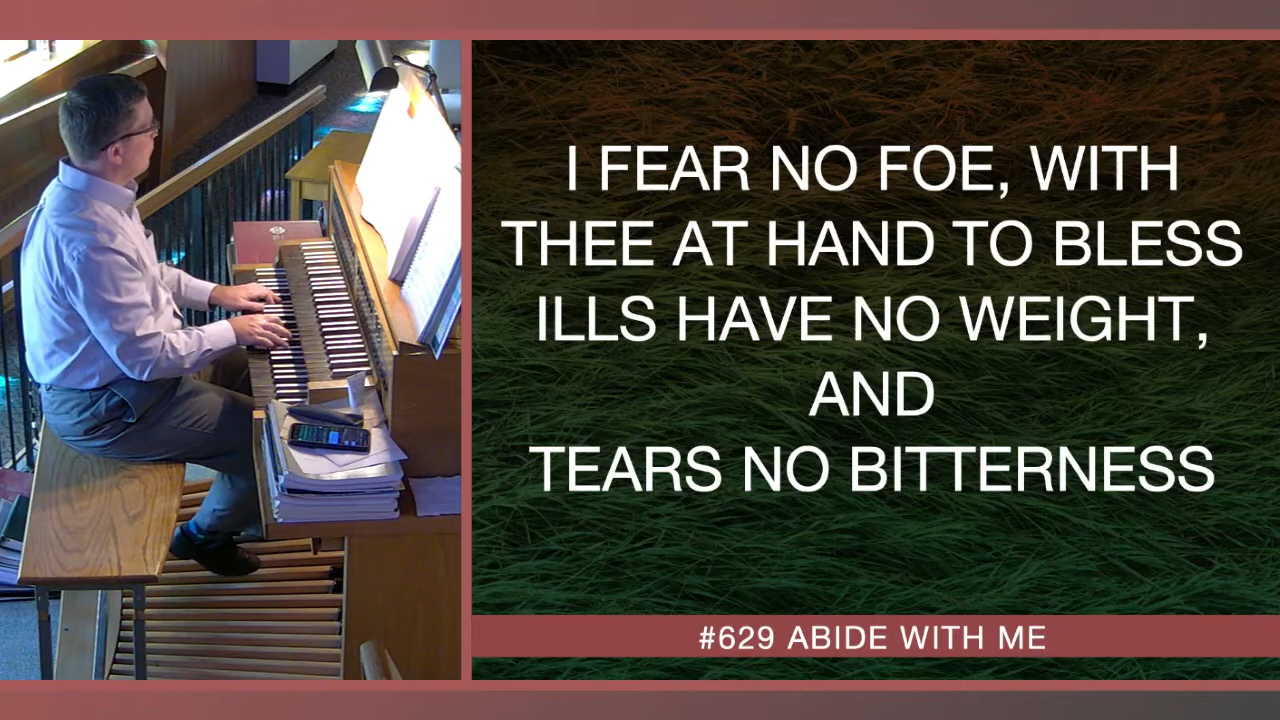 I FEAR NO FOE, WITH
THEE AT HAND TO BLESS
ILLS HAVE NO WEIGHT,
AND
TEARS NO BITTERNESS
#629 ABIDE WITH ME